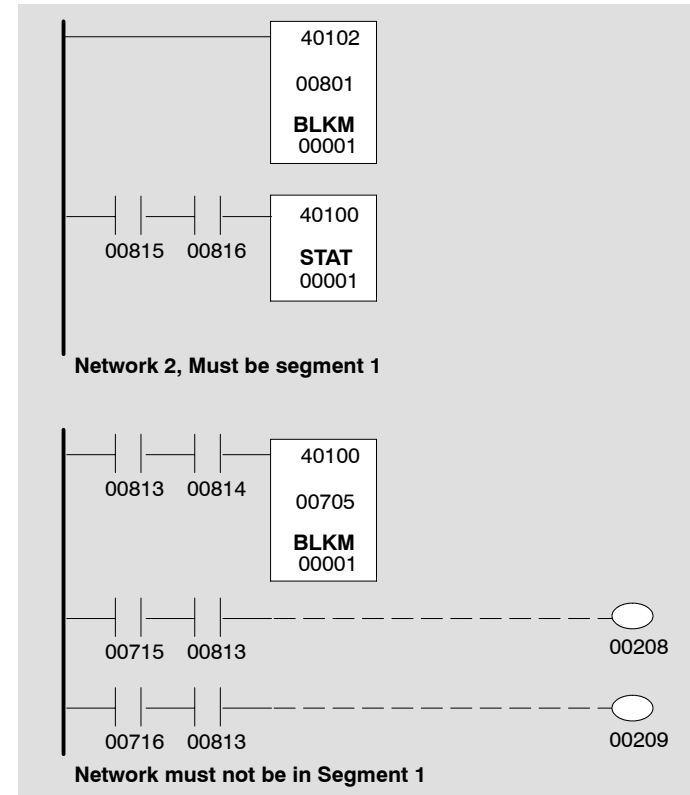 40102
00801
BLKM
00001
40100
00815 00816
STAT
00001
Network 2, Must be segment 1
40100
00813 00814
00705
BLKM
00001
00715 00813
00208
00716 00813
00209
Network must not be in Segment 1